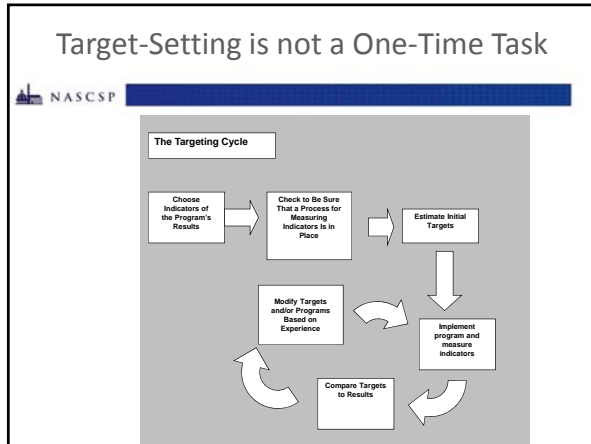 Target-Setting is not a One-Time Task
NASCSP
The Targeting Cycle
Choose
Indicators of
the Program's
Results
Check to Be Sure
That a Process for
Measuring
Indicators Is in
Place
Estimate Initial
Targets
Modify Targets
and/or Programs
Based on
Experience
Implement
program and
measure
indicators
Compare Targets
to Results